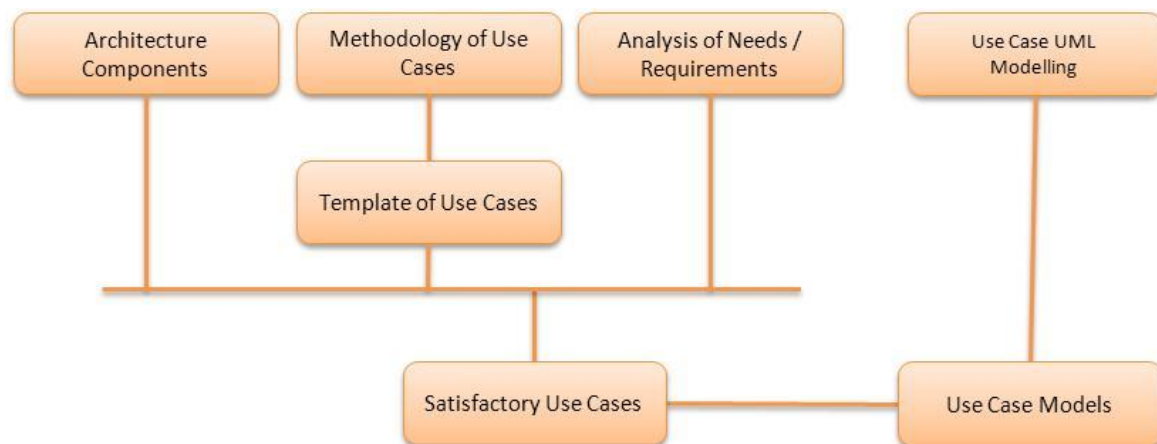 Architecture
Components
Methodology of Use
Cases
Analysis of Needs /
Requirements
Use Case UML
Modelling
Template of Use Cases
Satisfactory Use Cases
Use Case Models